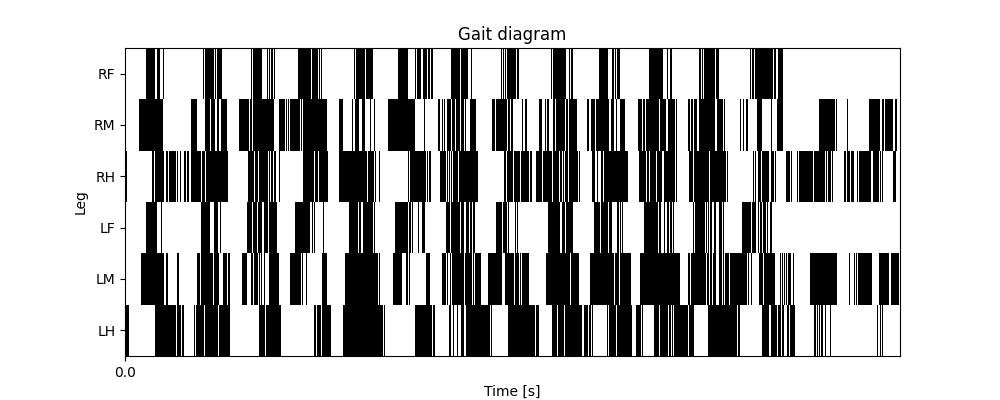 Gait diagram
RF
RM
RH
LF
LM
LH
Leg
0.0
Time [s]